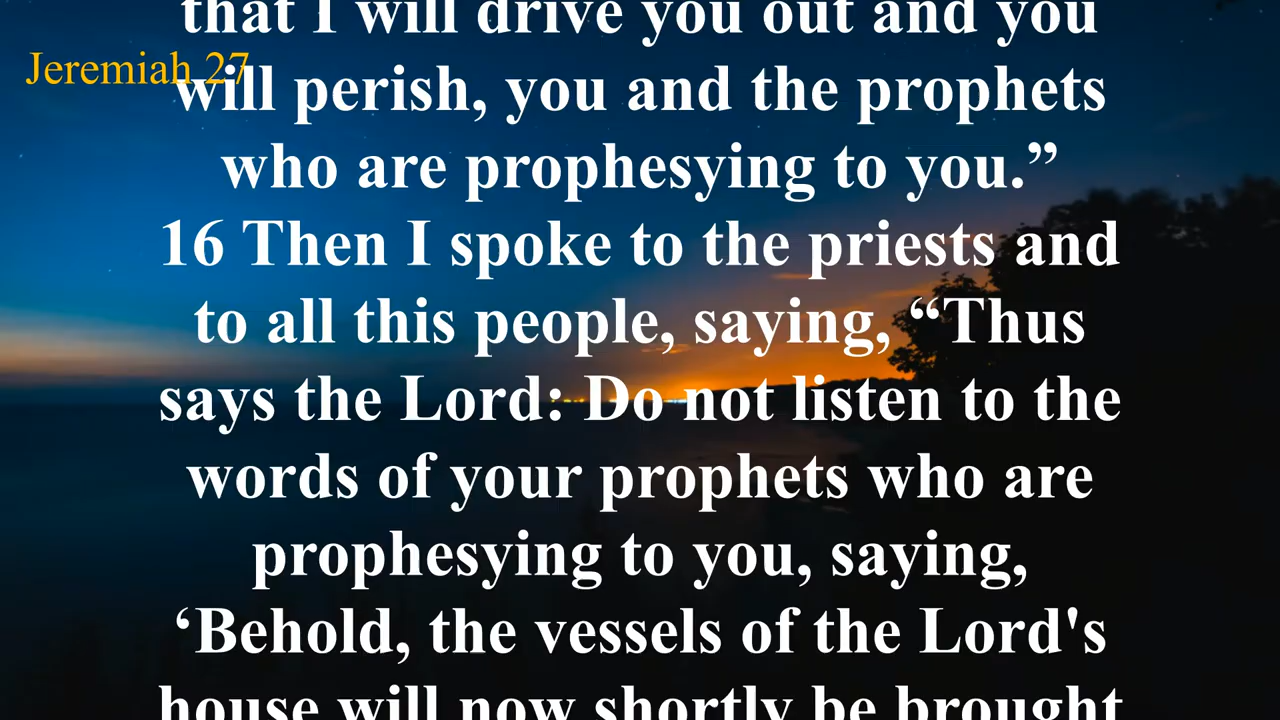 that I will drive you out and you
Jeremiah 27
will perish, you and the prophets
who are prophesying to you.”
16 Then I spoke to the priests and
to all this people, saying, “Thus
says the Lord: Do not listen to the
words of your prophets who are
prophesying to you, saying,
‘Behold, the vessels of the Lord's
house will now shortly be brought